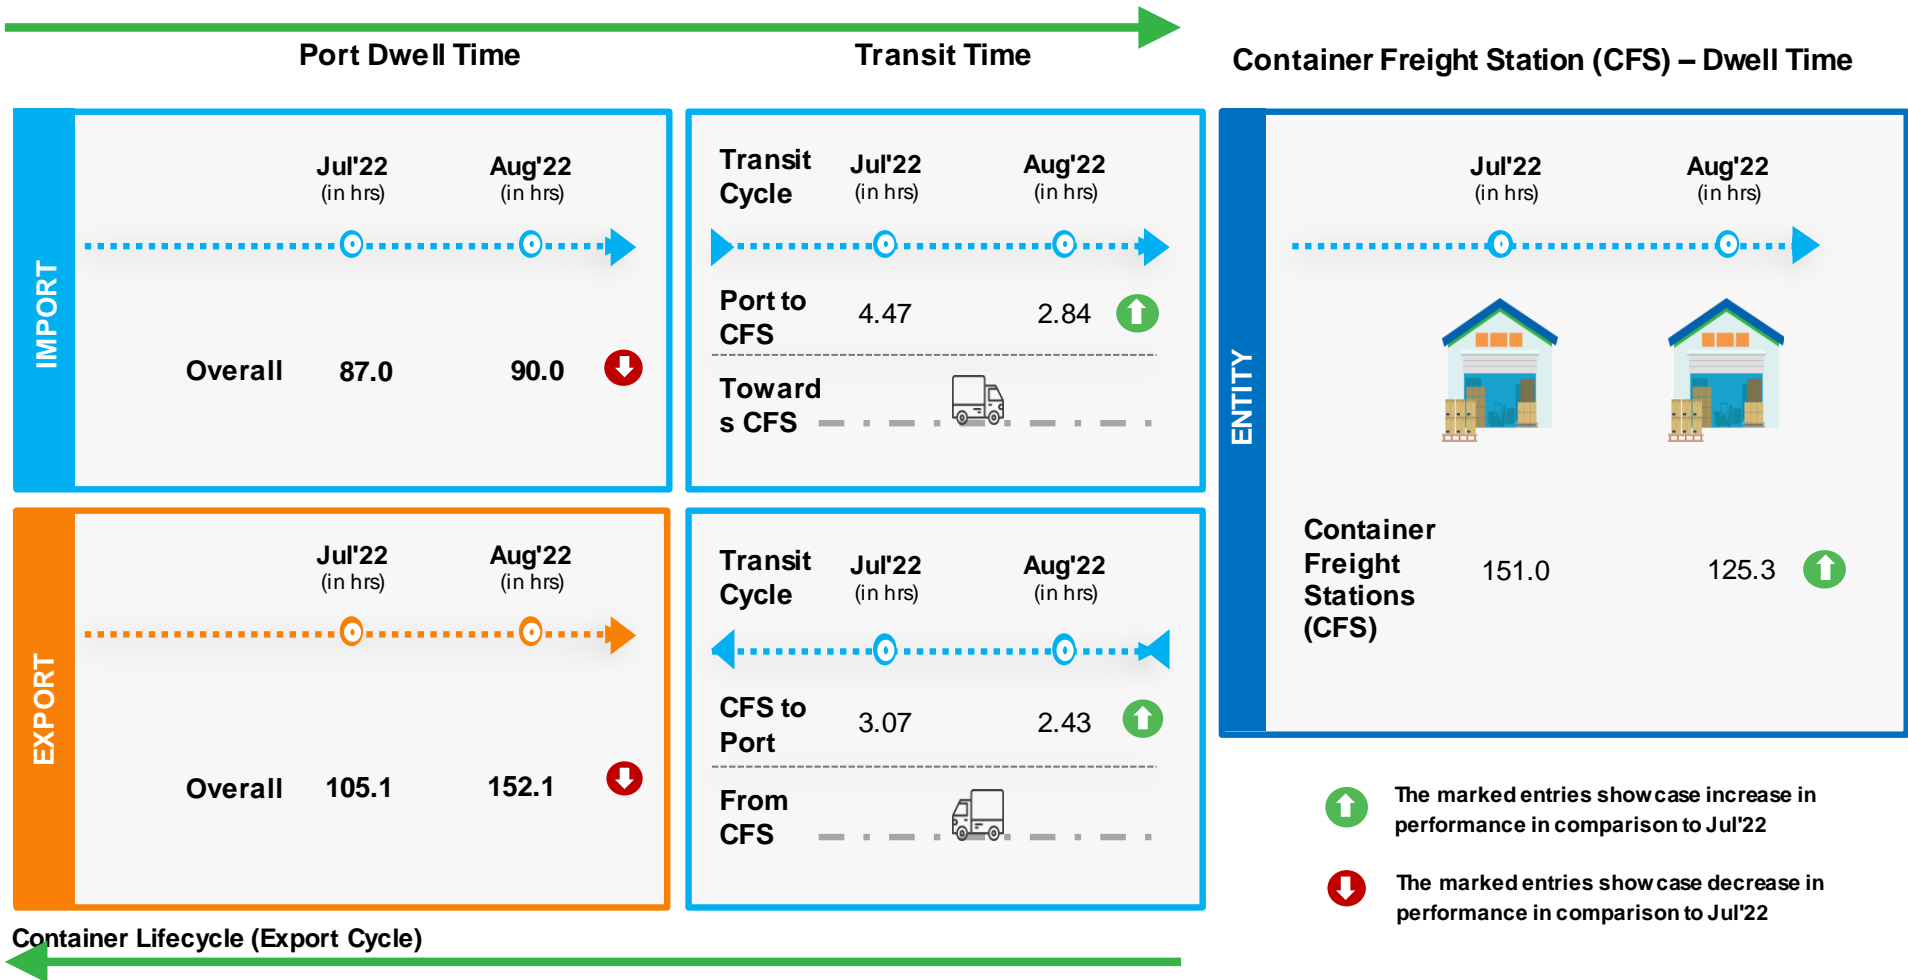 Port Dwell Time
Transit Time
Container Freight Station (CFS) – Dwell Time
IMPORT
Jul'22
(in hrs)
Aug'22
(in hrs)
Overall 87.0 90.0
Transit
Cycle
Jul'22
(in hrs)
Aug'22
(in hrs)
Port to
CFS
4.47 2.84
Toward
s CFS
ENTITY
Jul'22
(in hrs)
Aug'22
(in hrs)
Container
Freight
Stations
(CFS)
151.0 125.3
EXPORT
Jul'22
(in hrs)
Aug'22
(in hrs)
Overall 105.1 152.1
Transit
Cycle
Jul'22
(in hrs)
Aug'22
(in hrs)
CFS to
Port
3.07 2.43
From
CFS
The marked entries showcase increase in
performance in comparison to Jul'22
The marked entries showcase decrease in
performance in comparison to Jul'22
Container Lifecycle (Export Cycle)